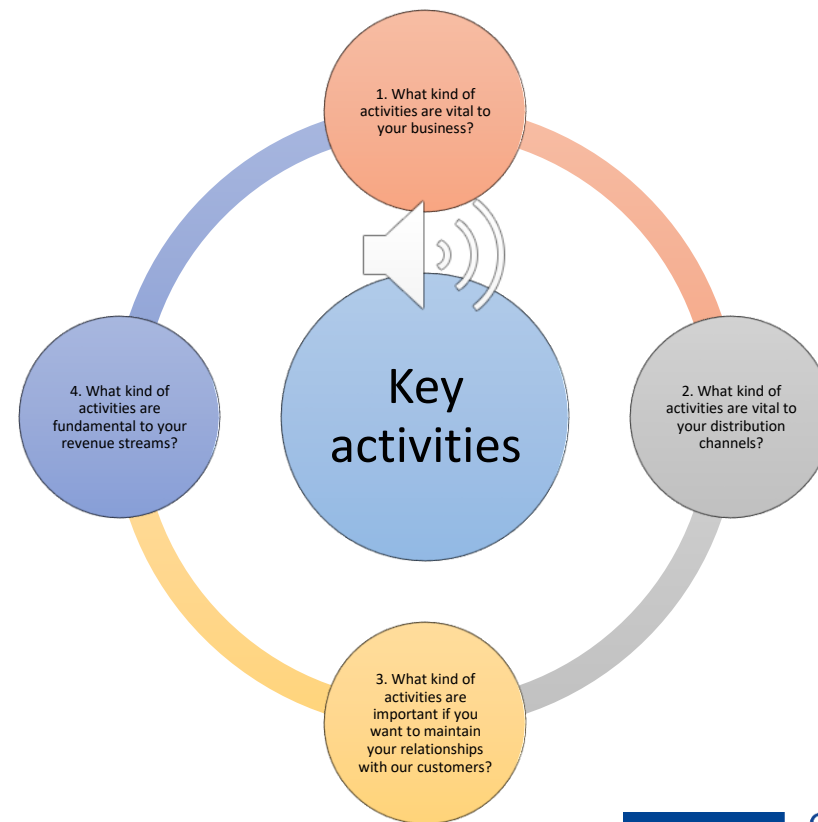 1. What kind of
activities are vital to
your business?
Key
activities
2. What kind of
activities are vital to
your distribution
channels?
3. What kind of
activities are
important if you
want to maintain
your relationships
with our customers?
4. What kind of
activities are
fundamental to your
revenue streams?